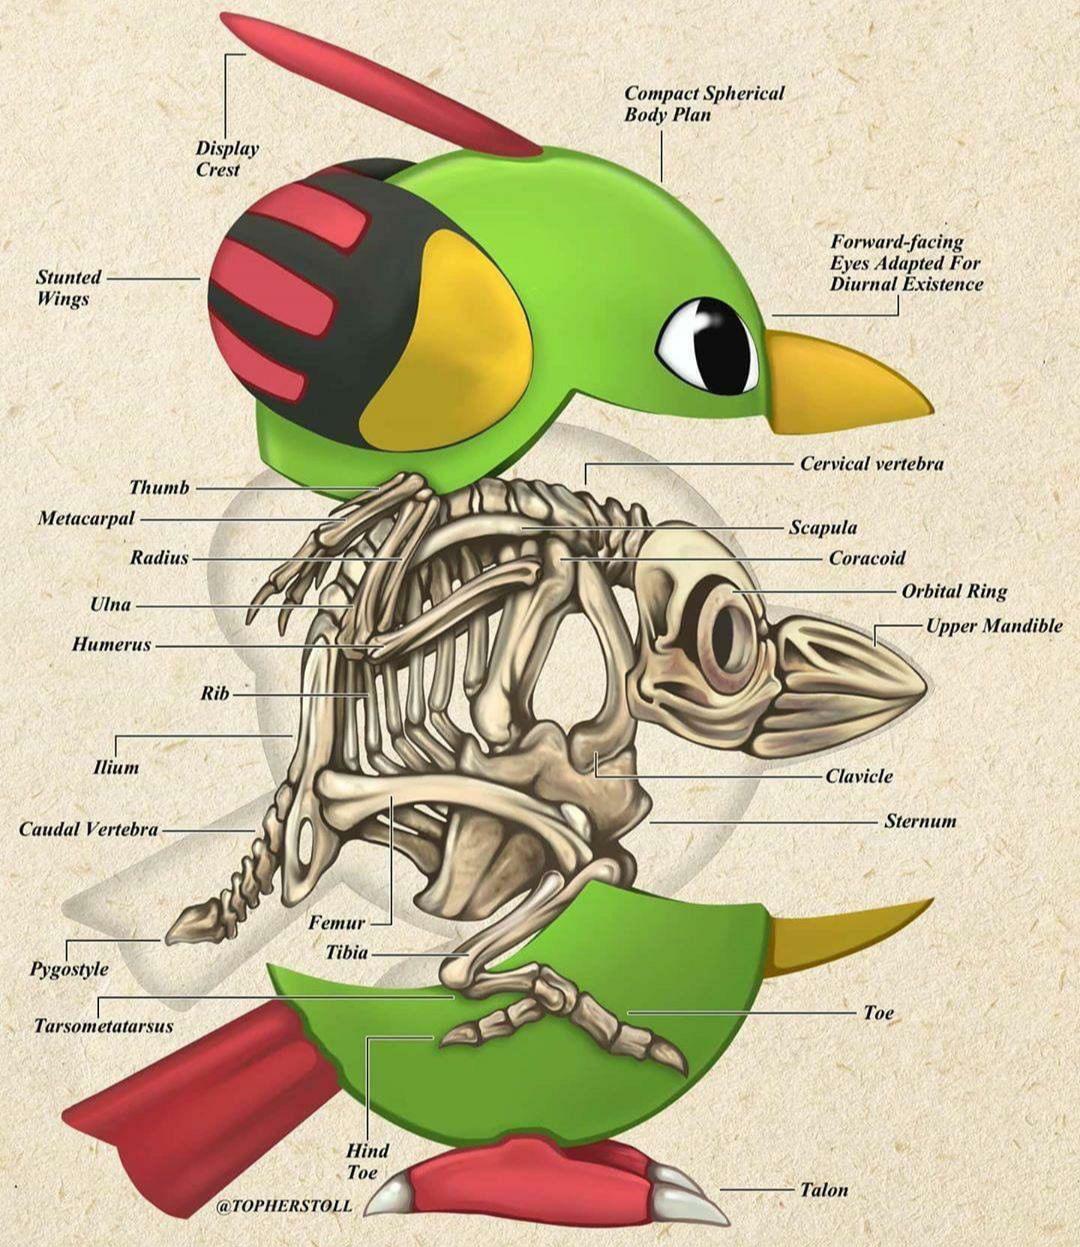 Compact Spherical
Body Plan
Display
Crest
Forward-facing
Eyes Adapted For
Diurnal Existence
Stunted
Wings
Cervical vertebra
Thumb
Metacarpal
Scapula
Radius
Coracoid
Orbital Ring
Ulna
Upper Mandible
Humerus
Rib
Ilium
Clavicle
Caudal Vertebra
Sternum
Femur
Tibia
Pygostyle
Tarsometatarsus
Toe
Hind
Toe
Talon
@TOPHERSTOLL